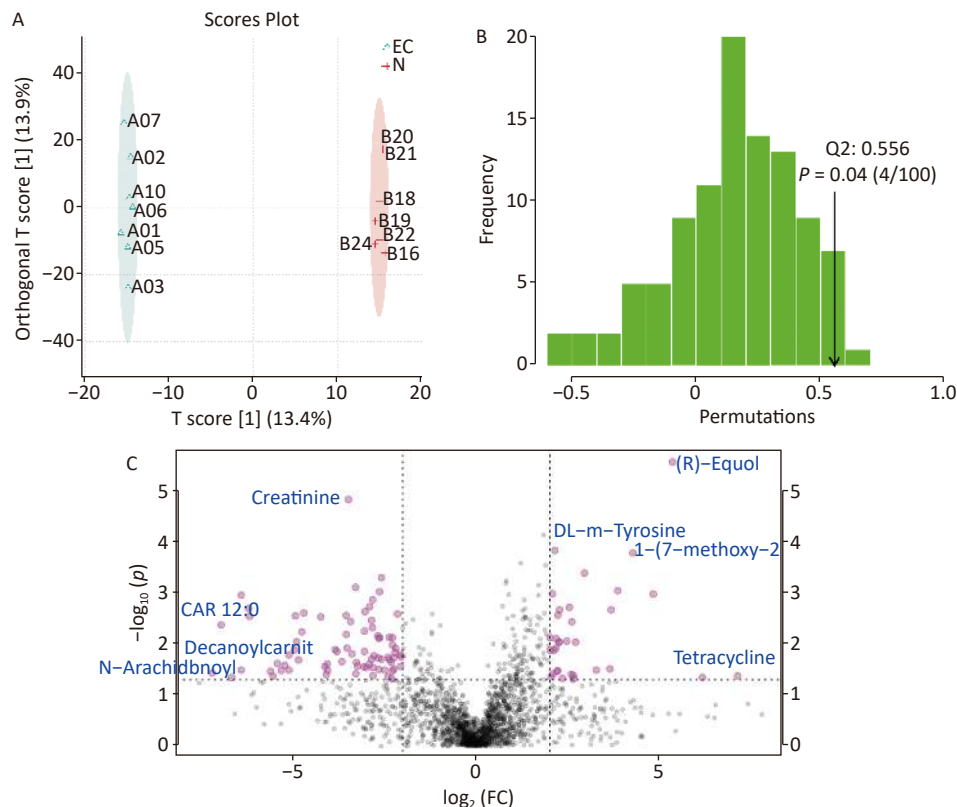 A
Scores Plot
EC
N
40
20
0
−20
−40
Orthogonal T score [1] (13.9%)
A07
A02
A10
A06
A01
A05
A03
B20
B21
B18
B19
B22
B24
B16
−20
−10
0
10
20
T score [1] (13.4%)
B
20
15
10
5
0
Frequency
Q2: 0.556
P = 0.04 (4/100)
−0.5
0
0.5
1.0
Permutations
C
5
4
3
2
1
0
−log10 (p)
Creatinine
CAR 12:0
Decanoylcarnit
N−Arachidbnoyl
(R)−Equol
DL−m−Tyrosine
1−(7−methoxy−2
Tetracycline
5
4
3
2
1
0
−5
0
5
log2 (FC)